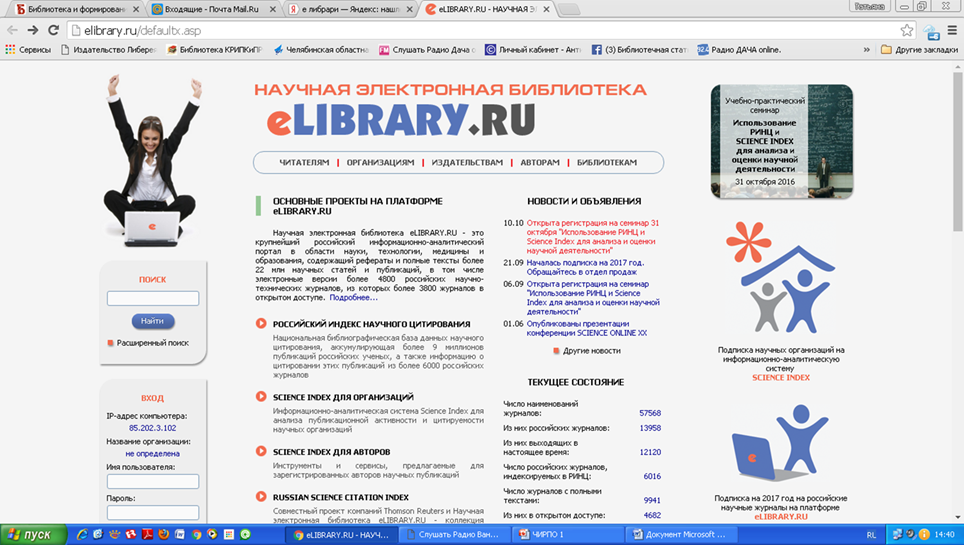 Библиотека и формирован
Входящие - Почта Mail.Ru
е либрари — Яндекс: нашл
eLIBRARY.RU - НАУЧНАЯ Э
Татьяна
elibrary.ru/defaultx.asp
Сервисы
Издательство Либере
Библиотека КРИПКиПР
Челябинская областна
Слушать Радио Дача о
Личный кабинет - Анти
(3) Библиотечная стат
Радио ДАЧА online.
»
Другие закладки
НАУЧНАЯ ЭЛЕКТРОННАЯ БИБЛИОТЕКА
eLIBRARY.RU
ЧИТАТЕЛЯМ | ОРГАНИЗАЦИЯМ | ИЗДАТЕЛЬСТВАМ | АВТОРАМ | БИБЛИОТЕКАМ
ПОИСК
Найти
Расширенный поиск
ВХОД
IP-адрес компьютера:
85.202.3.102
Название организации:
не определена
Имя пользователя:
Пароль:
ОСНОВНЫЕ ПРОЕКТЫ НА ПЛАТФОРМЕ
eLIBRARY.RU
Научная электронная библиотека eLIBRARY.RU - это
крупнейший российский информационно-аналитический
портал в области науки, технологии, медицины и
образования, содержащий рефераты и полные тексты более
22 млн научных статей и публикаций, в том числе
электронные версии более 4800 российских научно-
технических журналов, из которых более 3800 журналов в
открытом доступе. Подробнее...
РОССИЙСКИЙ ИНДЕКС НАУЧНОГО ЦИТИРОВАНИЯ
Национальная библиографическая база данных научного
цитирования, аккумулирующая более 9 миллионов
публикаций российских ученых, а также информацию о
цитировании этих публикаций из более 6000 российских
журналов
SCIENCE INDEX ДЛЯ ОРГАНИЗАЦИЙ
Информационно-аналитическая система Science Index для
анализа публикационной активности и цитируемости
научных организаций
SCIENCE INDEX ДЛЯ АВТОРОВ
Инструменты и сервисы, предлагаемые для
зарегистрированных авторов научных публикаций
RUSSIAN SCIENCE CITATION INDEX
Совместный проект компаний Thomson Reuters и Научная
электронная библиотека eLIBRARY.RU - коллекция
НОВОСТИ И ОБЪЯВЛЕНИЯ
10.10 Открыта регистрация на семинар 31
октября "Использование РИНЦ и
Science Index для анализа и оценки
научной деятельности"
21.09 Началась подписка на 2017 год.
Обращайтесь в отдел продаж
06.09 Открыта регистрация на семинар
"Использование РИНЦ и Science
Index для анализа и оценки научной
деятельности"
01.06 Опубликованы презентации
конференции SCIENCE ONLINE XX
Другие новости
ТЕКУЩЕЕ СОСТОЯНИЕ
Число наименований
журналов: 57568
Из них российских журналов: 13958
Из них выходящих в
настоящее время: 12120
Число российских журналов,
индексируемых в РИНЦ: 6016
Число журналов с полными
текстами: 9941
Из них в открытом доступе: 4682
Учебно-практический
семинар
Использование
РИНЦ и
SCIENCE INDEX
для анализа и
оценки научной
деятельности
31 октября 2016
Подписка научных организаций на
информационно-аналитическую
систему
SCIENCE INDEX
Подписка на 2017 год на российские
научные журналы на платформе
eLIBRARY.RU
пуск
eLIBRARY.RU - НАУЧ...
Слушать Радио Ван...
ЧИРПО 1
Документ Microsoft ...
RL
14:40